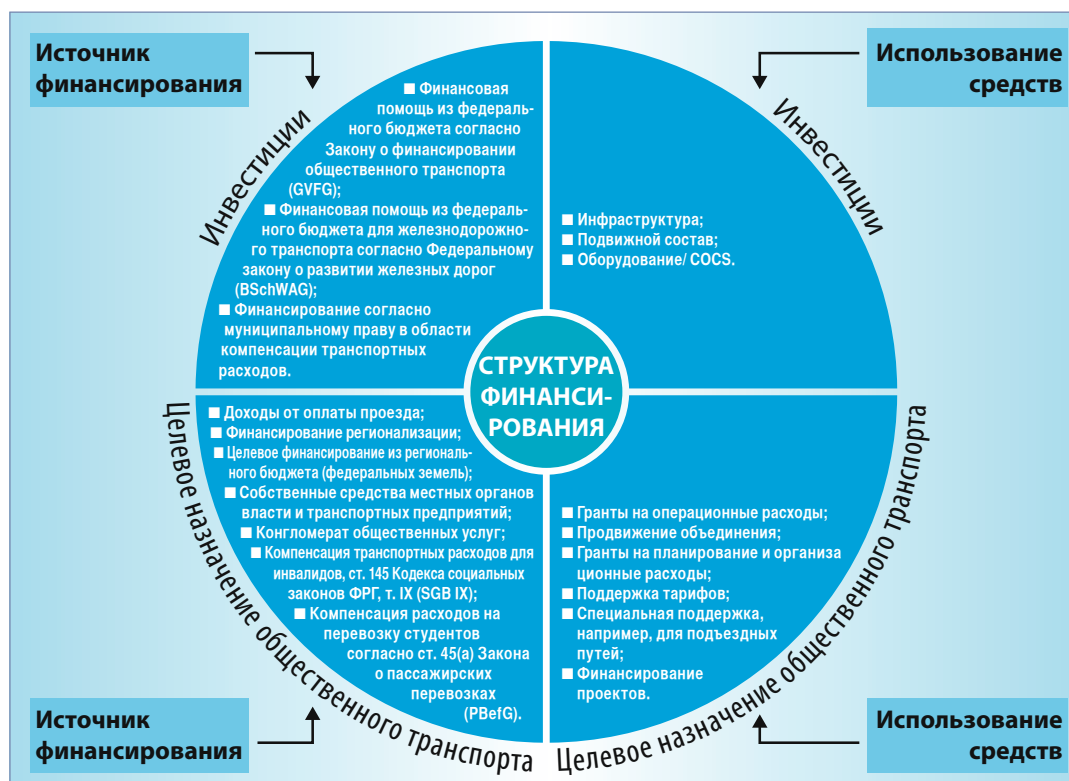 Источник
финансирования
Инвестиции
■ Финансовая
помощь из федераль-
ного бюджета согласно
Закону о финансировании
общественного транспорта
(GVFG);
■ Финансовая помощь из федераль-
ного бюджета для железнодорожно-
го транспорта согласно Федеральному
закону о развитии железных дорог
(BSchWAG);
■ Финансирование согласно
муниципальному праву в области
компенсации транспортных
расходов.
Использование
средств
Инвестиции
■ Инфраструктура;
■ Подвижной состав;
■ Оборудование/ COCS.
СТРУКТУРА
ФИНАНСИ-
РОВАНИЯ
■ Доходы от оплаты проезда;
■ Финансирование регионализации;
■ Целевое финансирование из регионально-
ного бюджета (федеральных земель);
■ Собственные средства местных органов
власти и транспортных предприятий;
■ Конгломерат общественных услуг;
■ Компенсация транспортных расходов для
инвалидов, ст. 145 Кодекса социальных
законов ФРГ, т. IX (SGB IX);
■ Компенсация расходов на
перевозку студентов
согласно ст. 45(а) Закона
о пассажирских
перевозках
(PBefG).
Целевое назначение общественного транспорта
Источник
финансирования
■ Гранты на операционные расходы;
■ Продвижение объединения;
■ Гранты на планирование и организа
ционные расходы;
■ Поддержка тарифов;
■ Специальная поддержка,
например, для подъездных
путей;
■ Финансирование
проектов.
Целевое назначение общественного транспорта
Использование
средств